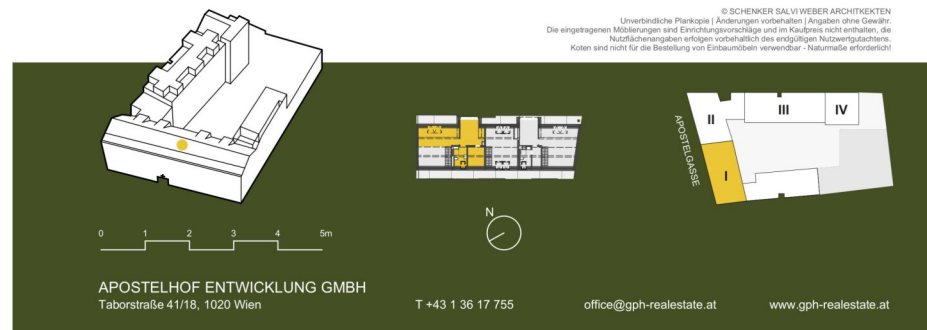 © SCHENKER SALVI WEBER ARCHITKEKTEN
Unverbindliche Plankopie | Änderungen vorbehalten | Angaben ohne Gewähr.
Die eingetragenen Möblierungen sind Einrichtungsvorschläge und im Kaufpreis nicht enthalten, die
Nutzflächenangaben erfolgen vorbehaltlich des endgültigen Nutzwertgutachtens.
Koten sind nicht für die Bestellung von Einbaumöbeln verwendbar - Naturmaße erforderlich!
II
III
IV
I
APOSTELGASSE
N
0 1 2 3 4 5m
APOSTELHOF ENTWICKLUNG GMBH
Taborstraße 41/18, 1020 Wien
T +43 1 36 17 755
office@gph-realestate.at
www.gph-realestate.at